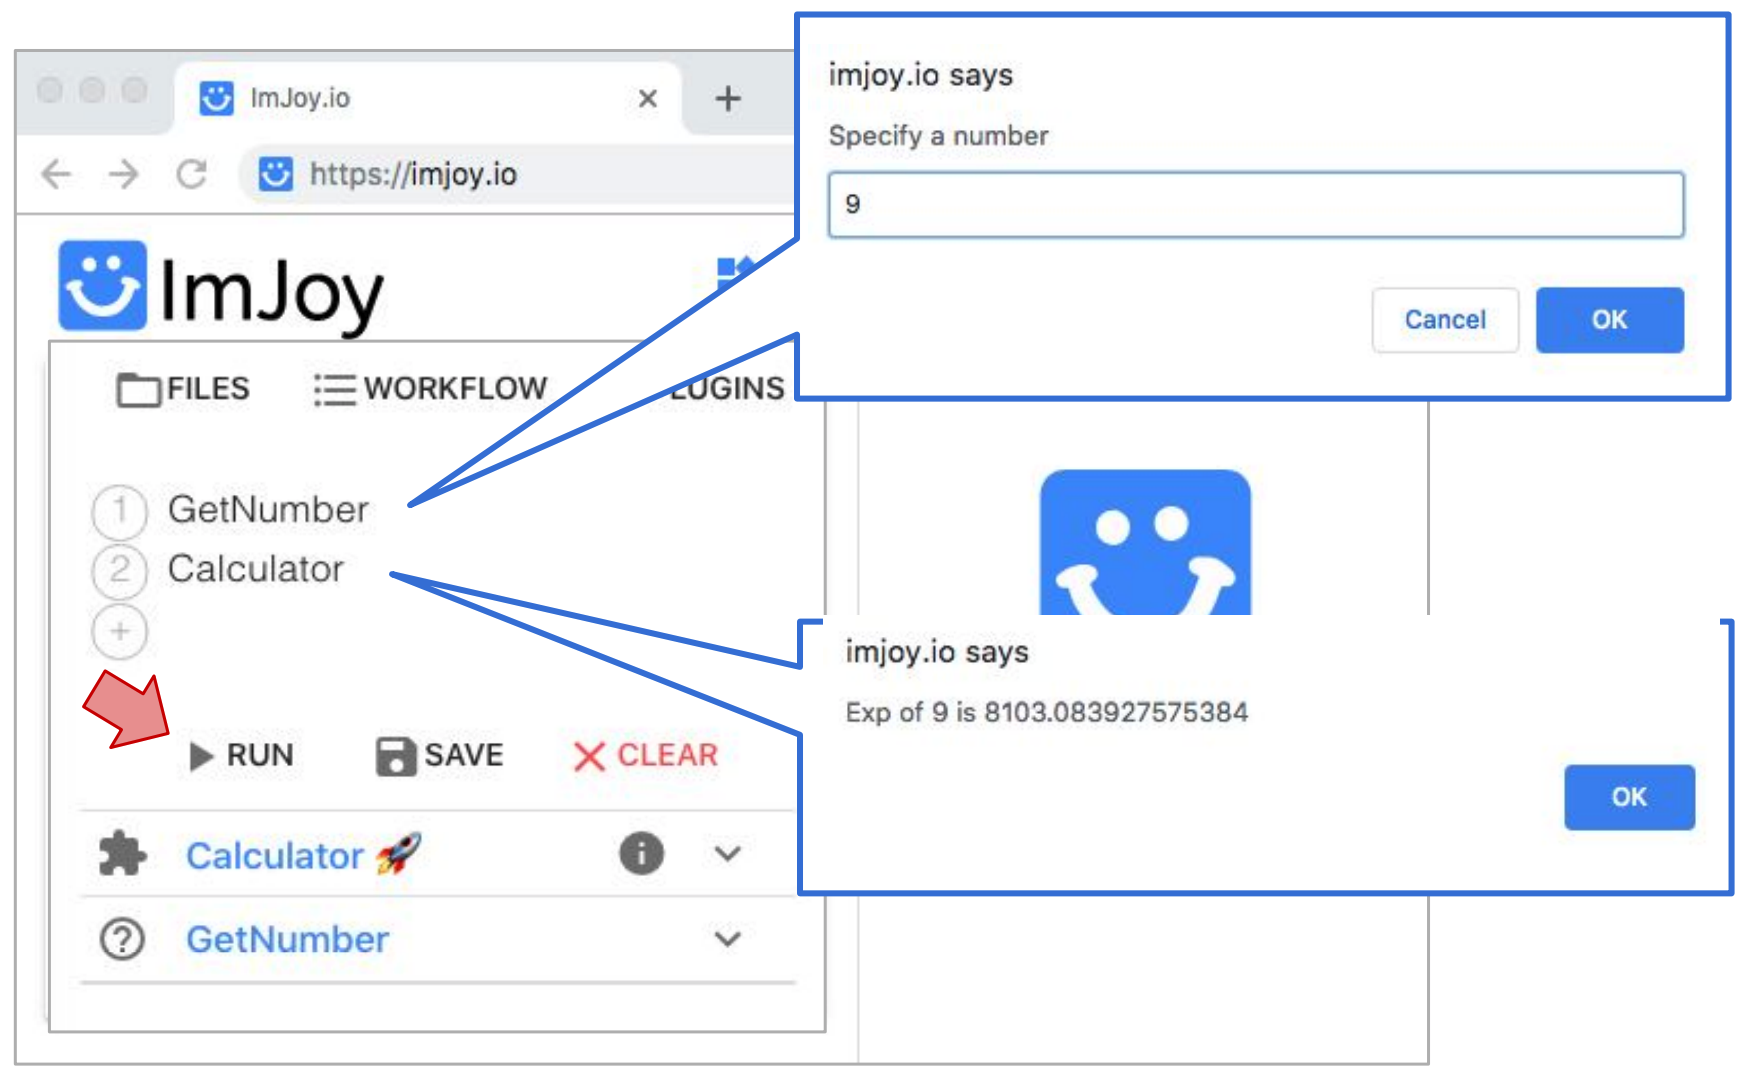 ImJoy.io
https://imjoy.io
ImJoy
FILES
WORKFLOW
LUGINS
1 GetNumber
2 Calculator
+
RUN
SAVE
CLEAR
Calculator
GetNumber
imjoy.io says
Specify a number
9
Cancel
OK
imjoy.io says
Exp of 9 is 8103.083927575384
OK